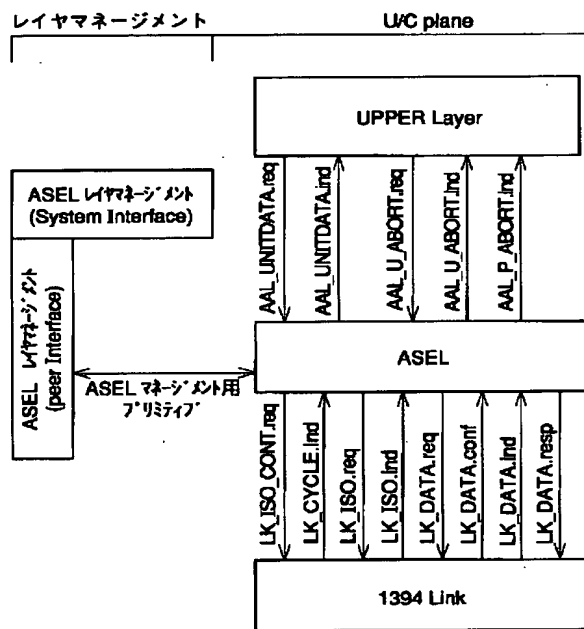 レイヤマネージメント
U/C plane
UPPER Layer
AAL_UNITDATA.req
AAL_UNITDATA.ind
AAL_U_ABORT.req
AAL_U_ABORT.ind
AAL_P_ABORT.ind
ASEL レイヤマネージメント
(System Interface)
ASEL レイヤマネージメント
(peer Interface)
ASEL マネージメント用
プリミティブ
ASEL
LK_ISO_CONT.req
LK_CYCLE.ind
LK_ISO.req
LK_ISO.ind
LK_DATA.req
LK_DATA.conf
LK_DATA.ind
LK_DATA.resp
1394 Link